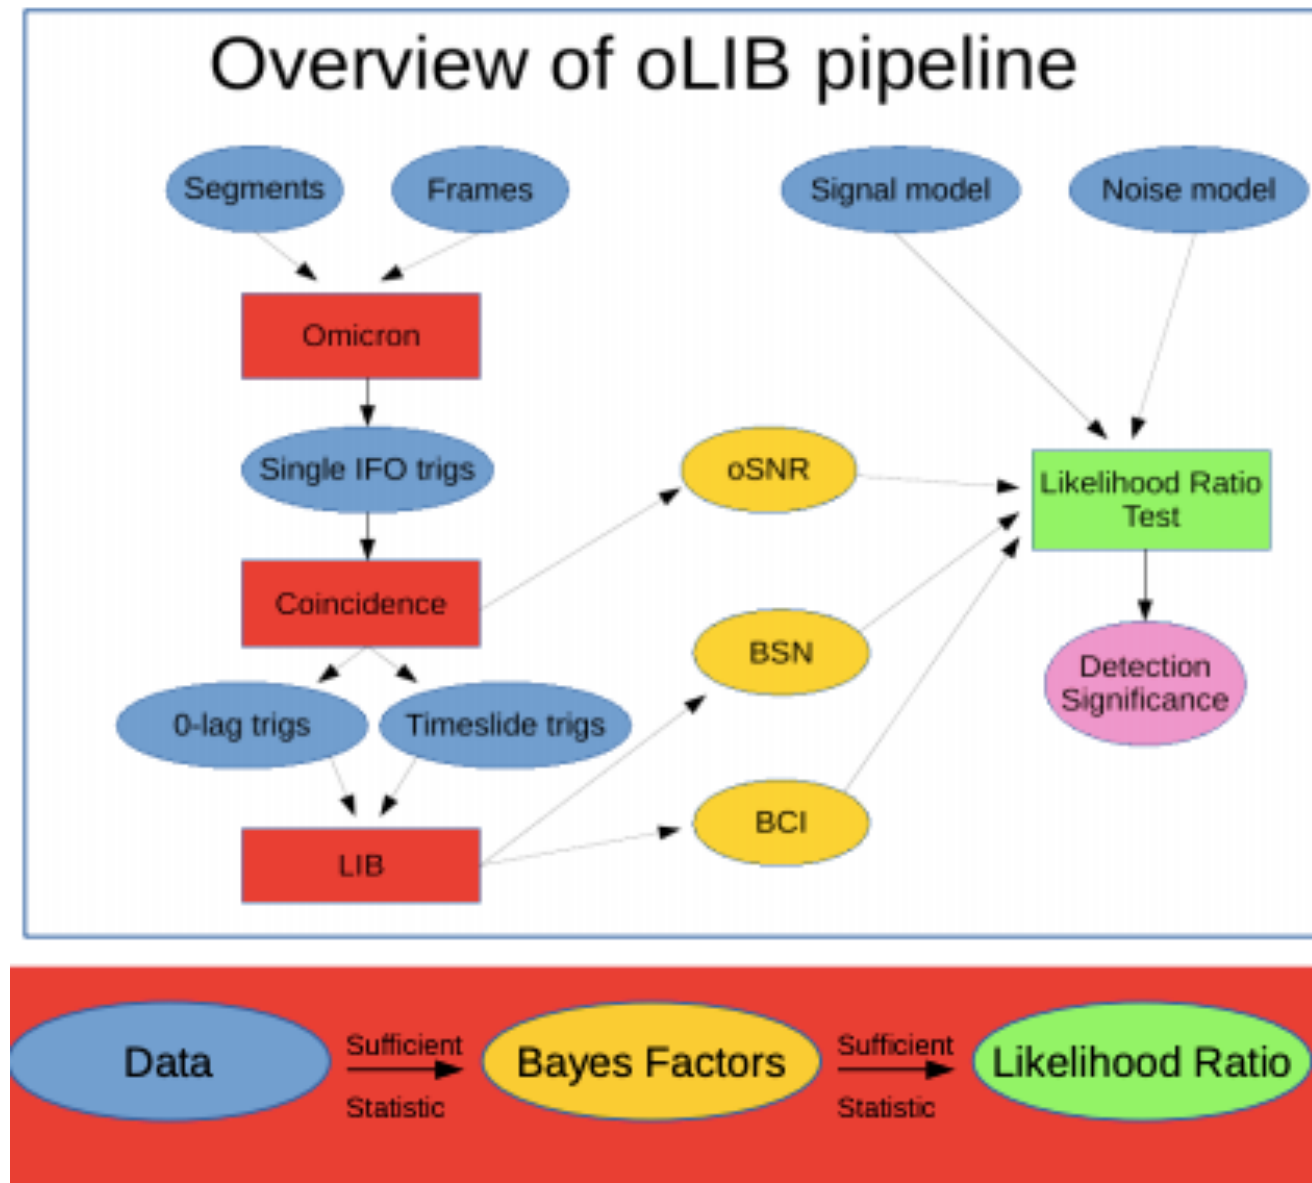 Overview of oLIB pipeline
Segments
Frames
Signal model
Noise model
Omicron
Single IFO trigs
oSNR
Likelihood Ratio
Test
Coincidence
BSN
Detection
Significance
0-lag trigs
Timeslide trigs
BCI
LIB
Data
Sufficient
Statistic
Bayes Factors
Sufficient
Statistic
Likelihood Ratio